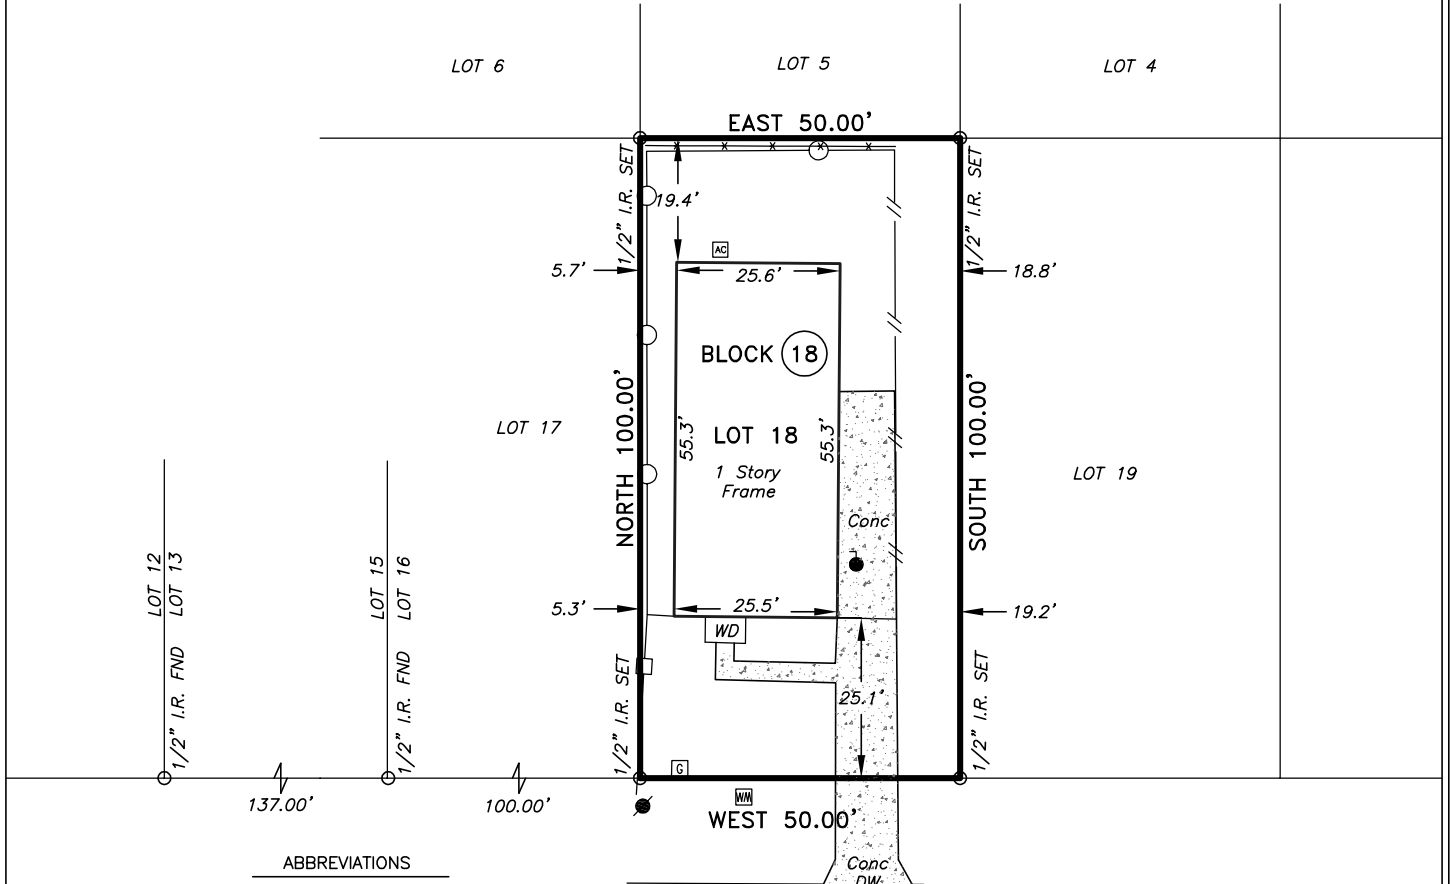 LOT 6
LOT 5
LOT 4
EAST 50.00'
1/2" I.R. SET
1/2" I.R. SET
19.4'
AC
5.7'
25.6'
18.8'
BLOCK 18
NORTH 100.00'
SOUTH 100.00'
LOT 17
55.3'
LOT 18
55.3'
1 Story
Frame
LOT 19
Conc
LOT 12
LOT 13
LOT 15
LOT 16
5.3'
25.5'
19.2'
WD
1/2" I.R. FND
1/2" I.R. FND
1/2" I.R. SET
1/2" I.R. SET
25.1'
G
WM
137.00'
100.00'
WEST 50.00'
ABBREVIATIONS
Conc
DW